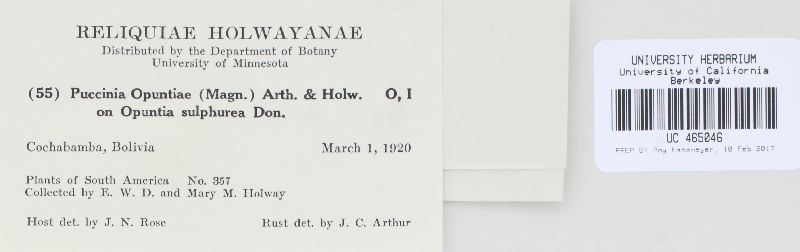 RELIQUIAE HOLWAYANAE
Distributed by the Department of Botany
University of Minnesota
(55) Puccinia Opuntiae (Magn.) Arth. & Holw. O, I
on Opuntia sulphurea Don.
Cochabamba, Bolivia March 1, 1920
Plants of South America No. 357
Collected by E. W. D. and Mary M. Holway
Host det. by J. N. Rose Rust det. by J. C. Arthur
UNIVERSITY HERBARIUM
University of California
Berkeley
UC 465046
PREP BY Amy Kasameyer, 10 Feb 2017